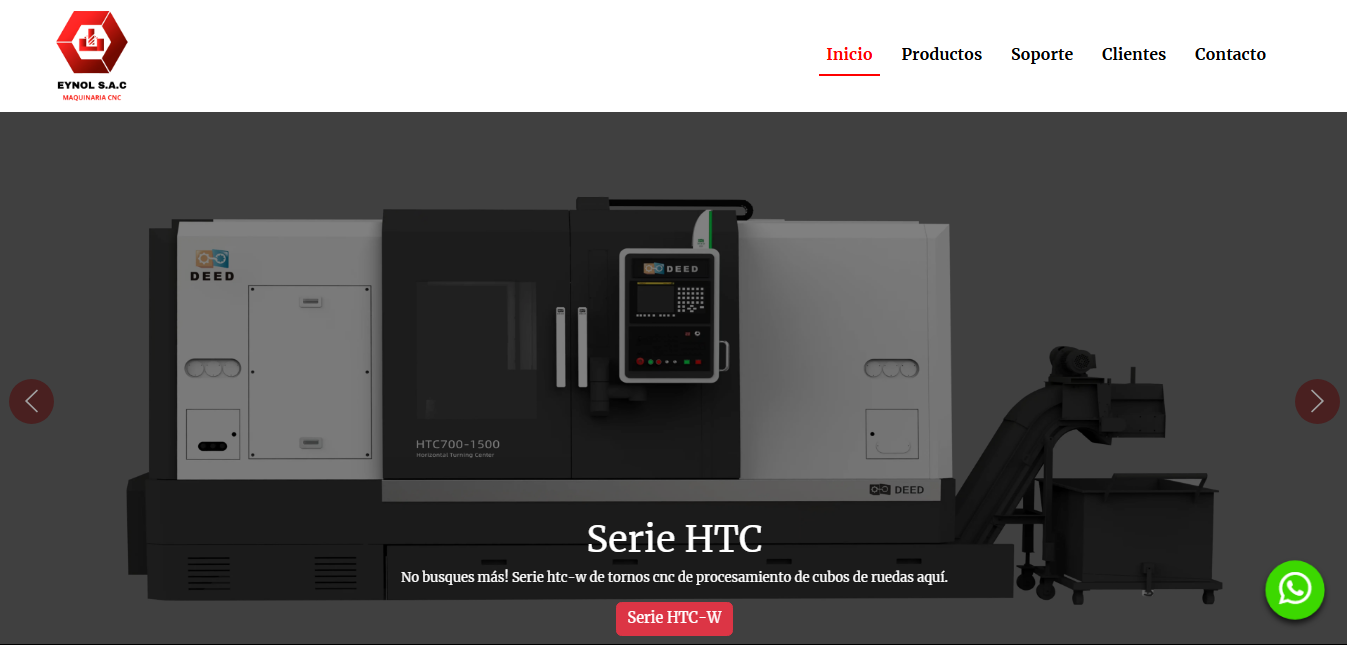 EYNOL S.A.C
MAQUINARIA CNC
Inicio Productos Soporte Clientes Contacto
DEED
DEED
HTC700-1500
Horizontal Turning Center
DEED
Serie HTC
No busques más! Serie htc-w de tornos cnc de procesamiento de cubos de ruedas aquí.
Serie HTC-W